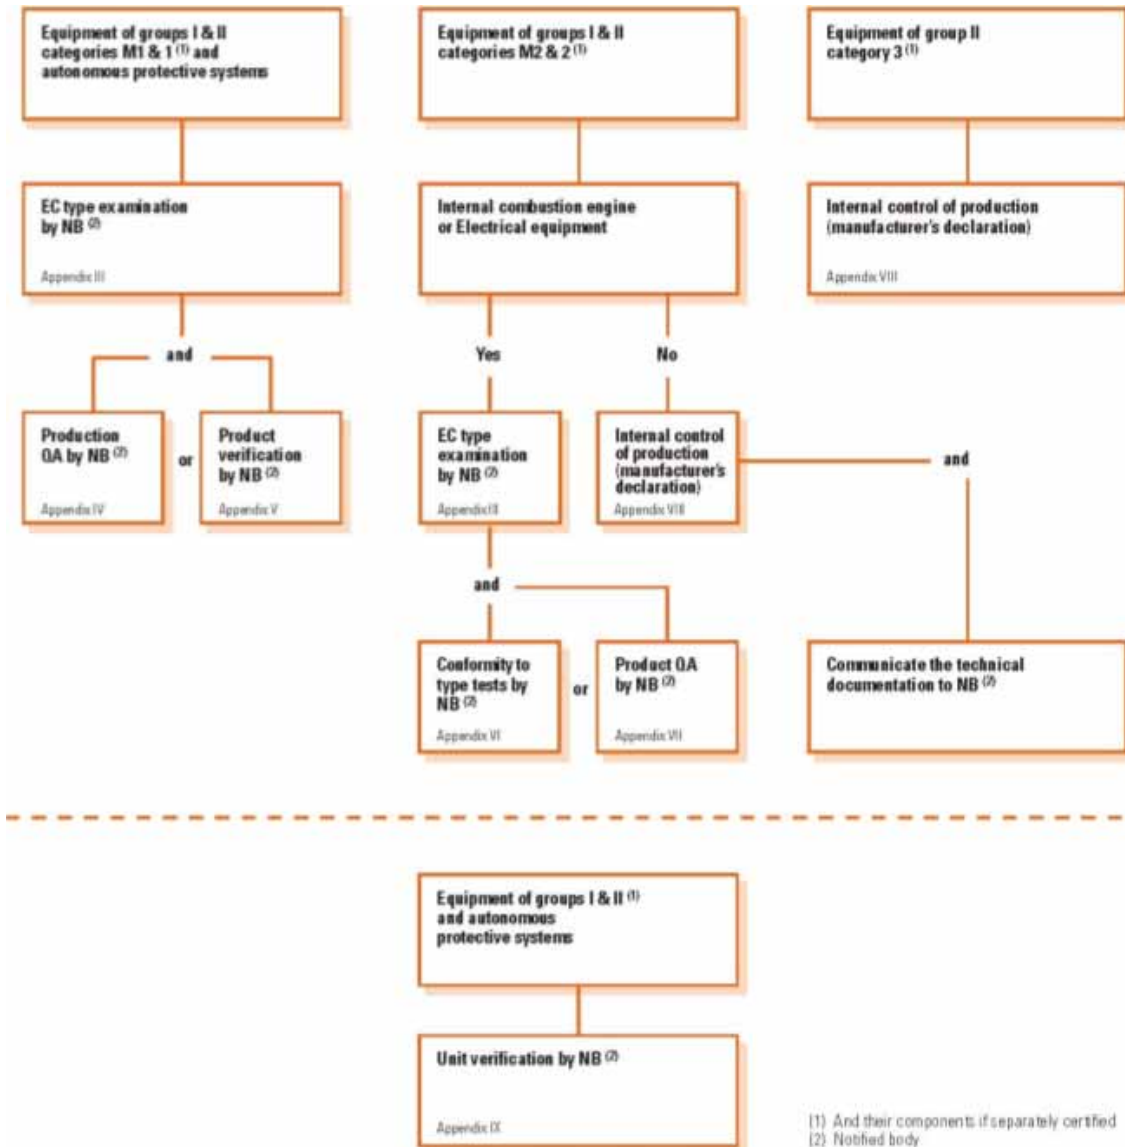 Equipment of groups I & II
categories M1 & 1 (1) and
autonomous protective systems
Equipment of groups I & II
categories M2 & 2 (1)
Equipment of group II
category 3 (1)
EC type examination
by NB (2)
Appendix III
Internal combustion engine
or Electrical equipment
Internal control of production
(manufacturer's declaration)
Appendix VIII
and
Yes
No
Production
QA by NB (2)
Appendix IV
or
Product
verification
by NB (2)
Appendix V
EC type
examination
by NB (2)
Appendix III
Internal control
of production
(manufacturer's
declaration)
Appendix VIII
and
and
Conformity to
type tests by
NB (2)
Appendix VI
or
Product QA
by NB (2)
Appendix VII
Communicate the technical
documentation to NB (2)
Equipment of groups I & II (1)
and autonomous
protective systems
Unit verification by NB (2)
Appendix IX
(1) And their components if separately certified
(2) Notified body